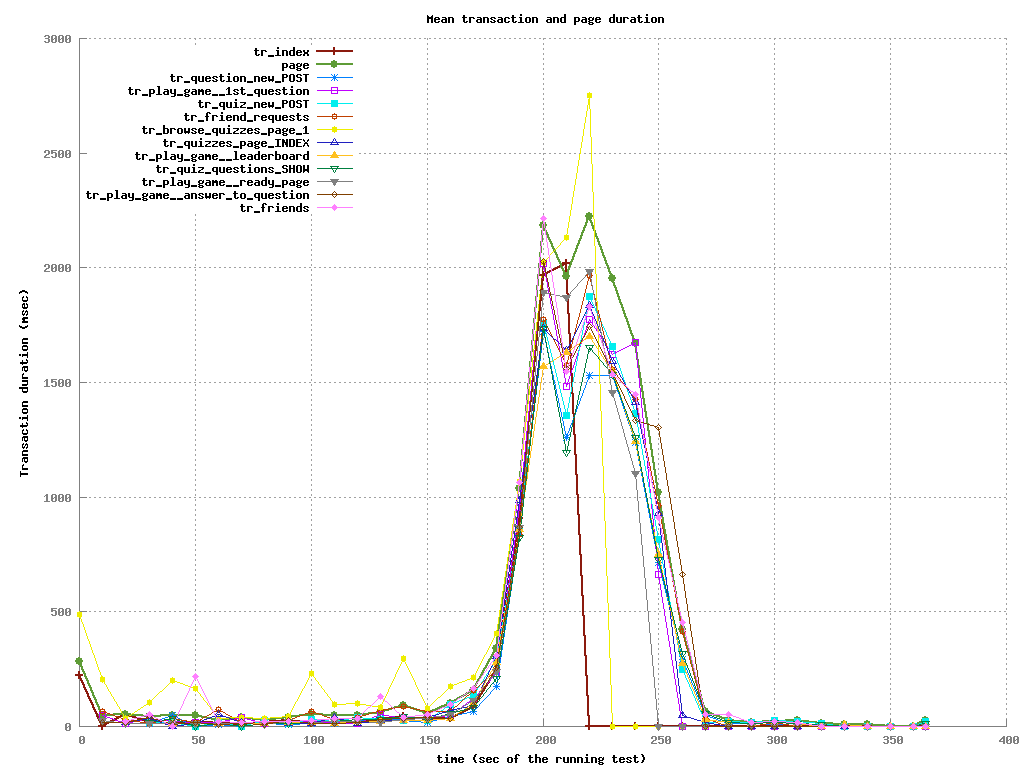 Mean transaction and page duration
3000
2500
2000
1500
1000
500
0
Transaction duration (msec)
tr_index
page
tr_question_new_POST
tr_play_game__1st_question
tr_quiz_new_POST
tr_friend_requests
tr_browse_quizzes_page_1
tr_quizzes_page_INDEX
tr_play_game__leaderboard
tr_quiz_questions_SHOW
tr_play_game__ready_page
tr_play_game__answer_to_question
tr_friends
0 50 100 150 200 250 300 350 400
time (sec of the running test)